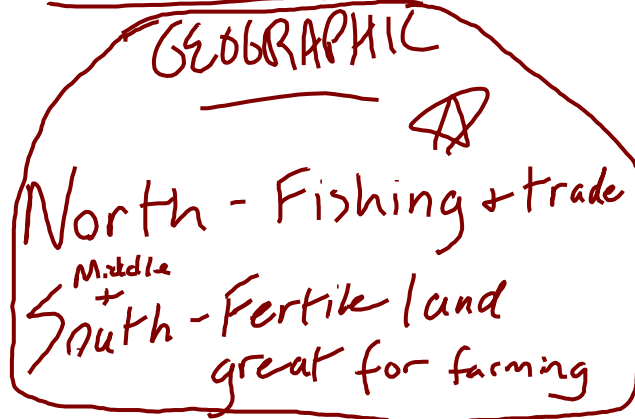 GEOGRAPHIC
North - Fishing + trade
Middle
+
South - Fertile land
great for farming